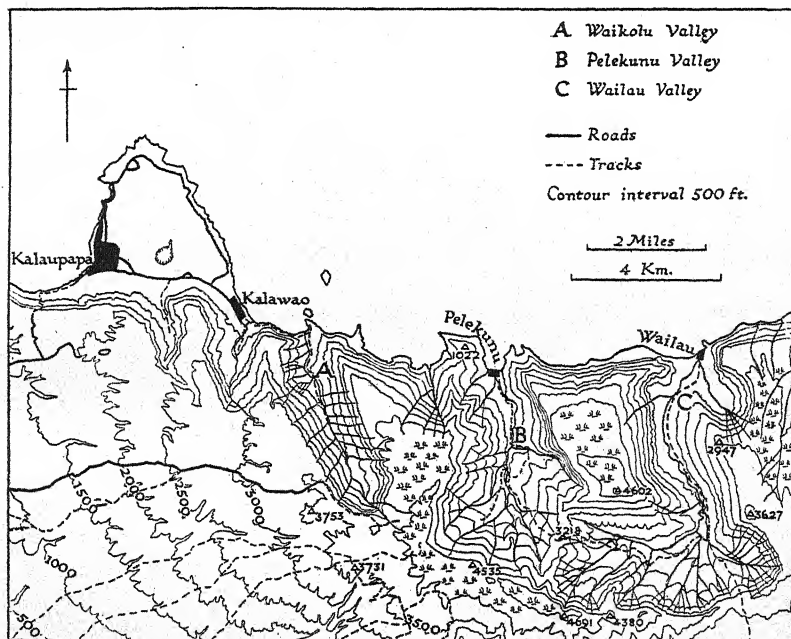 A Waikolu Valley
B Pelekunu Valley
C Wailau Valley
Roads
Tracks
Contour interval 500 ft.
2 Miles
4 Km.
Kalaupapa
Kalawao
Pelekunu
Wailau
1022
A
B
C
2947
4602
3627
3218
3753
3731
4535
4691
4380
1500
2000
2500
3000
1000
500
3500